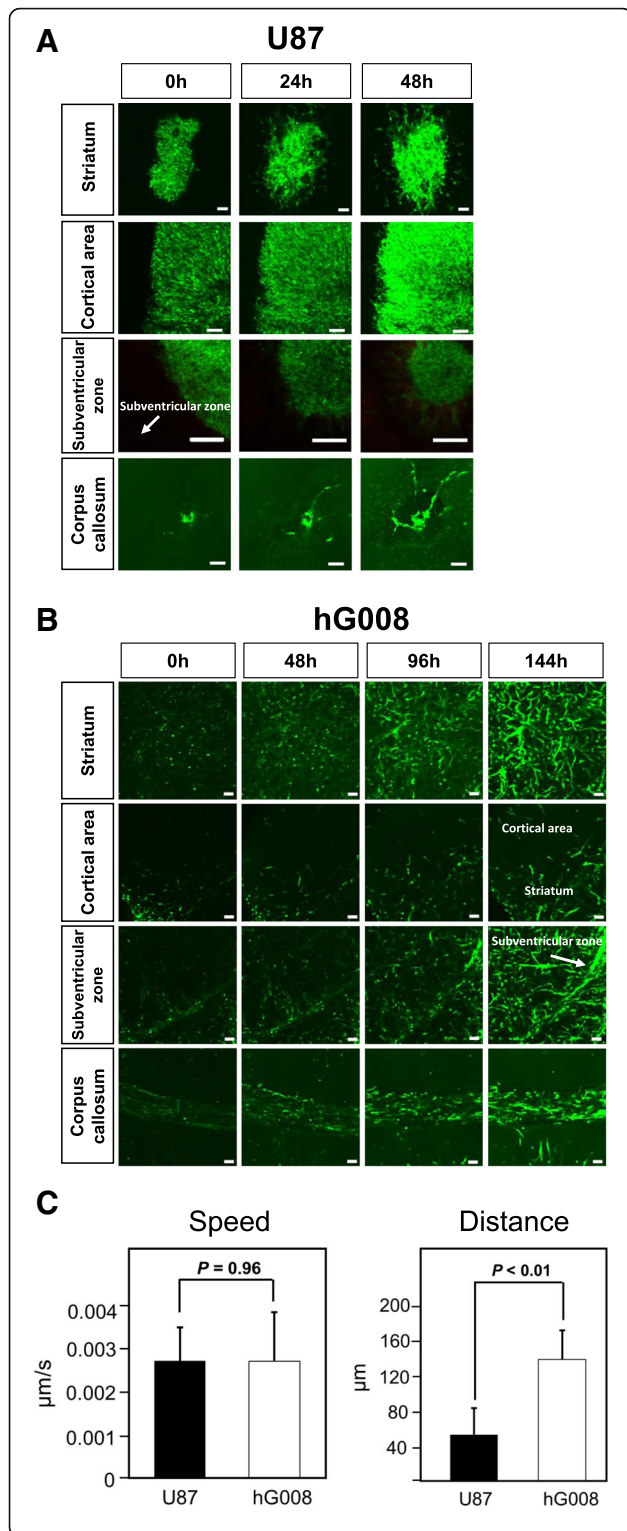 A
U87
0h 24h 48h
Striatum
Cortical area
Subventricular
zone
Subventricular zone
Corpus
callosum
B
hG008
0h 48h 96h 144h
Striatum
Cortical area
Cortical area
Striatum
Subventricular
zone
Subventricular zone
Corpus
callosum
C
Speed
P = 0.96
0.004
0.003
0.002
0.001
0
μm/s
U87 hG008
Distance
P < 0.01
200
160
120
80
40
μm
U87 hG008